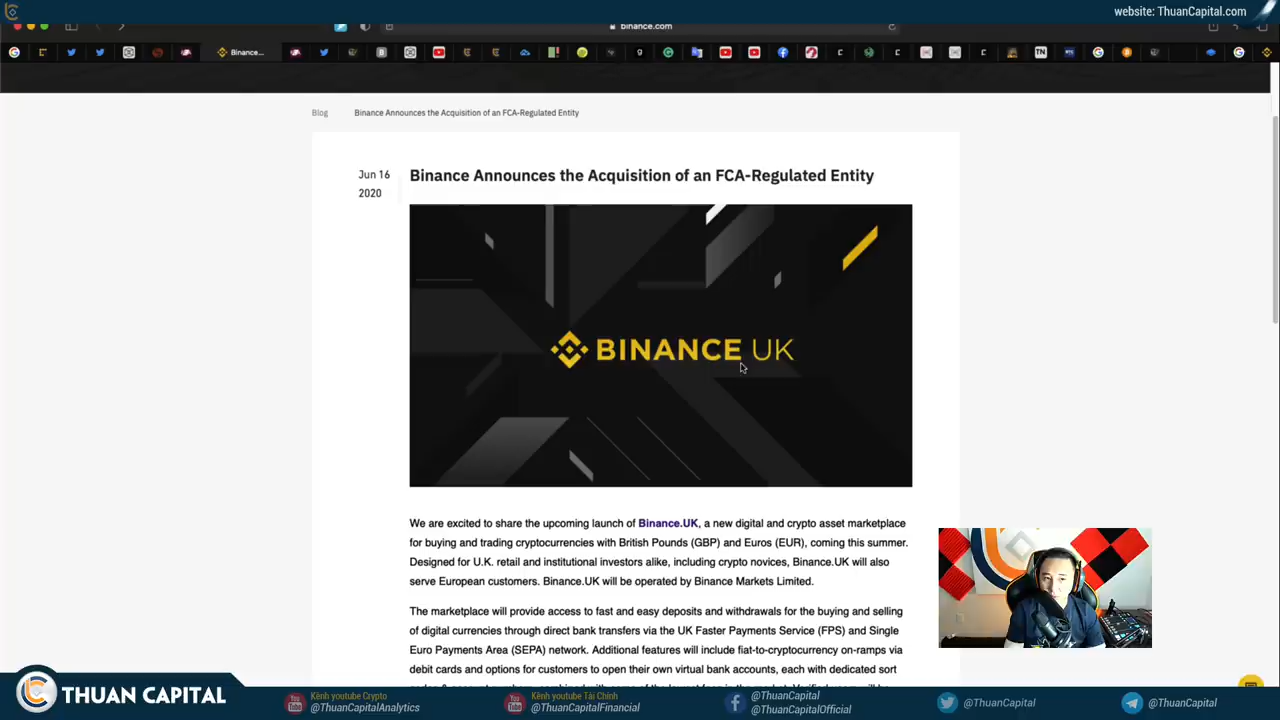 website: ThuanCapital.com
binance.com
Binance...
Blog
Binance Announces the Acquisition of an FCA-Regulated Entity
Jun 16
2020
Binance Announces the Acquisition of an FCA-Regulated Entity
BINANCE UK
We are excited to share the upcoming launch of Binance.UK, a new digital and crypto asset marketplace
for buying and trading cryptocurrencies with British Pounds (GBP) and Euros (EUR), coming this summer.
Designed for U.K. retail and institutional investors alike, including crypto novices, Binance.UK will also
serve European customers. Binance.UK will be operated by Binance Markets Limited.
The marketplace will provide access to fast and easy deposits and withdrawals for the buying and selling
of digital currencies through direct bank transfers via the UK Faster Payments Service (FPS) and Single
Euro Payments Area (SEPA) network. Additional features will include fiat-to-cryptocurrency on-ramps via
debit cards and options for customers to open their own virtual bank accounts, each with dedicated sort
THUAN CAPITAL
Kênh youtube Crypto
@ThuanCapitalAnalytics
Kênh youtube Tài Chính
@ThuanCapitalFinancial
@ThuanCapital
@ThuanCapitalOfficial
@ThuanCapital
@ThuanCapital